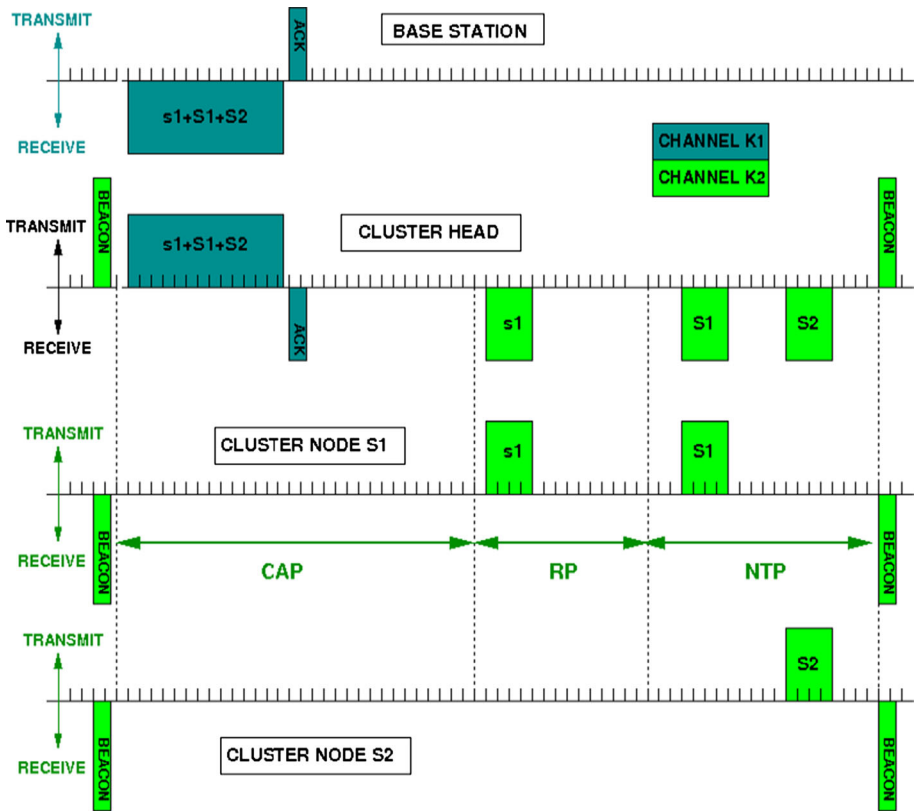 TRANSMIT
ACK
BASE STATION
s1+S1+S2
RECEIVE
CHANNEL K1
CHANNEL K2
BEACON
BEACON
TRANSMIT
s1+S1+S2
CLUSTER HEAD
RECEIVE
ACK
s1
S1
S2
TRANSMIT
CLUSTER NODE S1
s1
S1
RECEIVE
BEACON
CAP
RP
NTP
BEACON
TRANSMIT
S2
RECEIVE
BEACON
CLUSTER NODE S2
BEACON